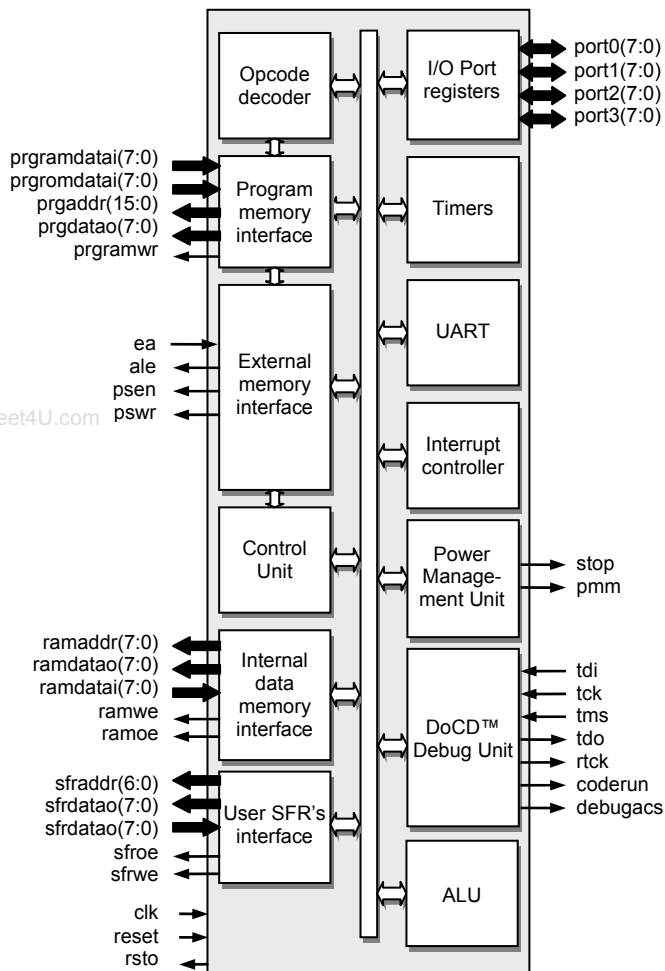 Opcode
decoder
I/O Port
registers
port0(7:0)
port1(7:0)
port2(7:0)
port3(7:0)
prgramdatai(7:0)
prgromdatai(7:0)
prgaddr(15:0)
prgdatao(7:0)
prgramwr
Program
memory
interface
Timers
ea
ale
psen
pswr
External
memory
interface
UART
eet4U.com
Interrupt
controller
Control
Unit
Power
Manage-
ment Unit
stop
pmm
ramaddr(7:0)
ramdatao(7:0)
ramdatai(7:0)
ramwe
ramoe
Internal
data
memory
interface
DoCD™
Debug Unit
tdi
tck
tms
tdo
rtck
coderun
debugacs
sfraddr(6:0)
sfrdatao(7:0)
sfrdatao(7:0)
sfroe
sfrwe
User SFR's
interface
ALU
clk
reset
rsto